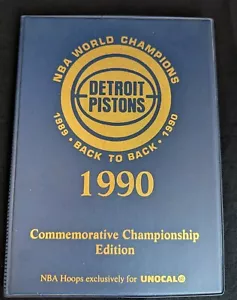 NBA WORLD CHAMPIONS
DETROIT
PISTONS
1989 • BACK TO BACK • 1990
1990
Commemorative Championship
Edition
NBA Hoops exclusively for UNOCAL 76